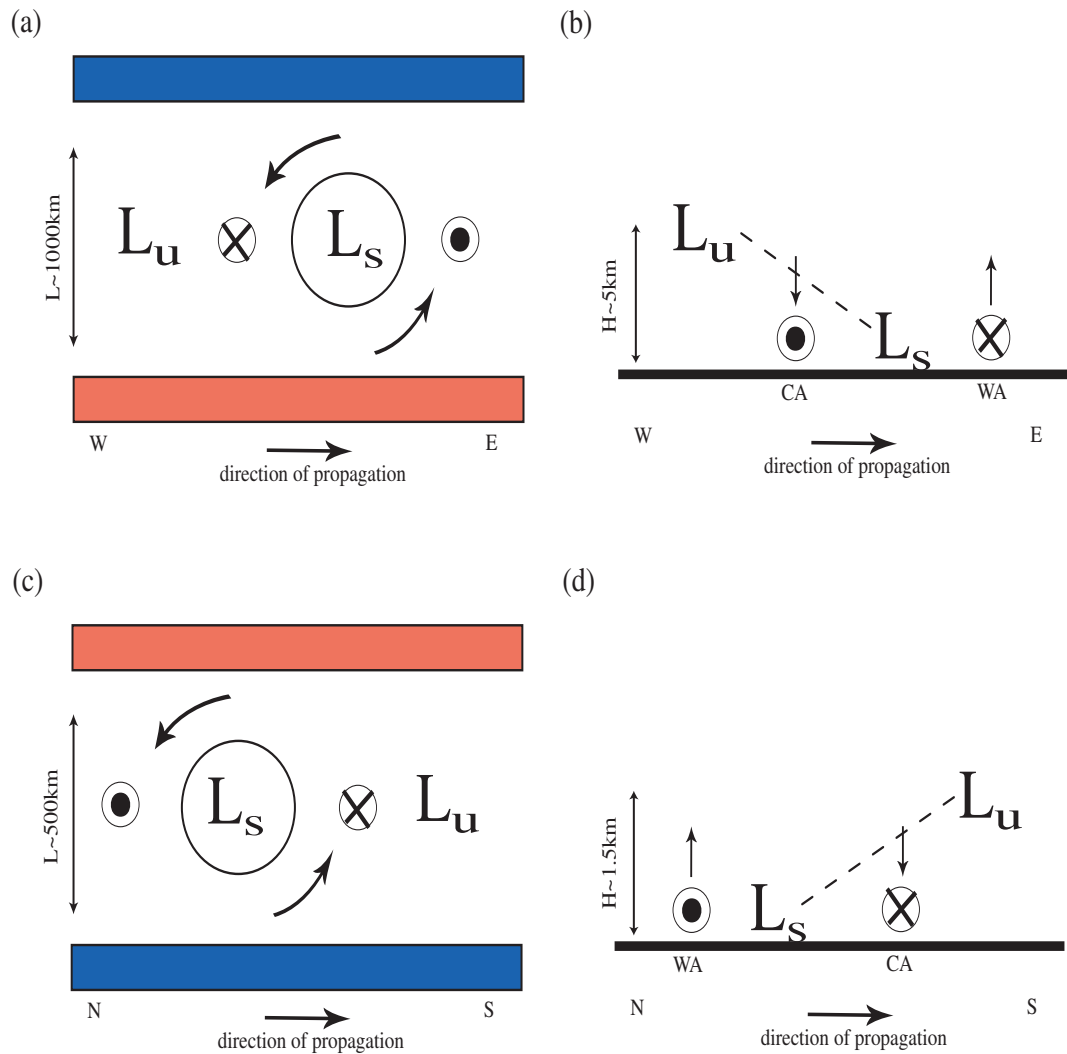 (a)
L~1000km
Lu
Ls
W
E
direction of propagation
(b)
H~5km
Lu
Ls
CA
WA
W
E
direction of propagation
(c)
L~500km
Ls
Lu
N
S
direction of propagation
(d)
H~1.5km
Lu
Ls
WA
CA
N
S
direction of propagation